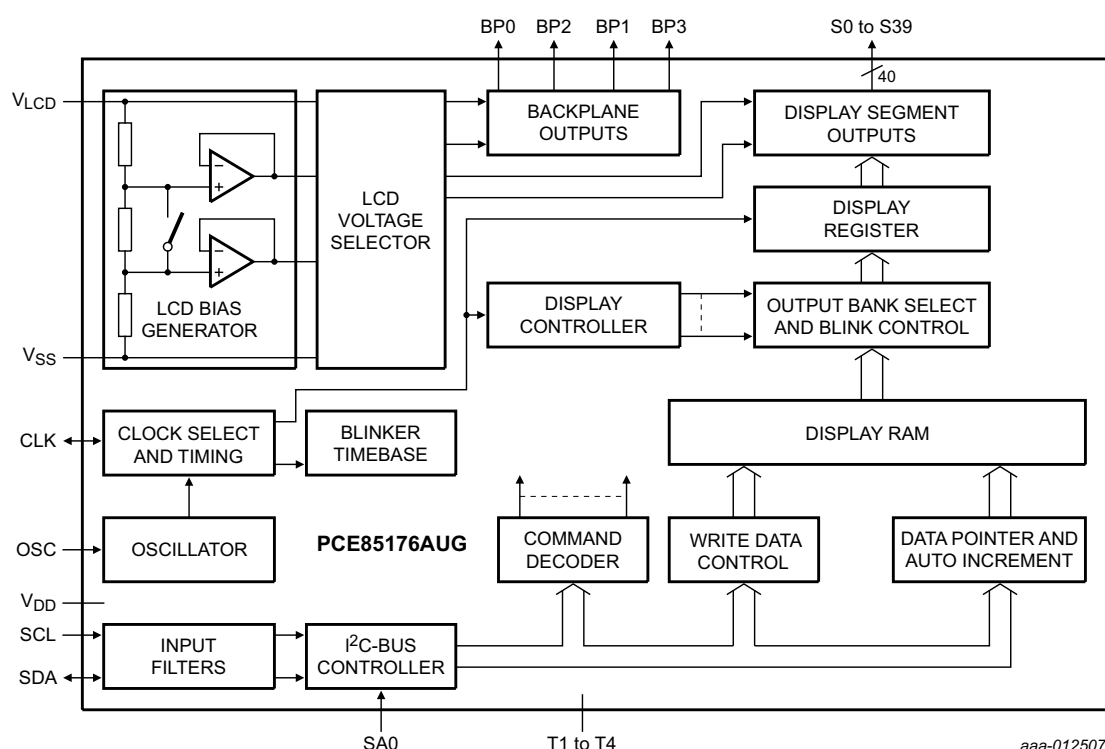 BP0 BP2 BP1 BP3 S0 to S39
40
VLCD
BACKPLANE
OUTPUTS
DISPLAY SEGMENT
OUTPUTS
-
+
LCD
VOLTAGE
SELECTOR
DISPLAY
REGISTER
-
+
LCD BIAS
GENERATOR
DISPLAY
CONTROLLER
OUTPUT BANK SELECT
AND BLINK CONTROL
VSS
CLK
CLOCK SELECT
AND TIMING
BLINKER
TIMEBASE
DISPLAY RAM
OSC
OSCILLATOR
PCE85176AUG
COMMAND
DECODER
WRITE DATA
CONTROL
DATA POINTER AND
AUTO INCREMENT
VDD
SCL
SDA
INPUT
FILTERS
I2C-BUS
CONTROLLER
SA0 T1 to T4
aaa-012507